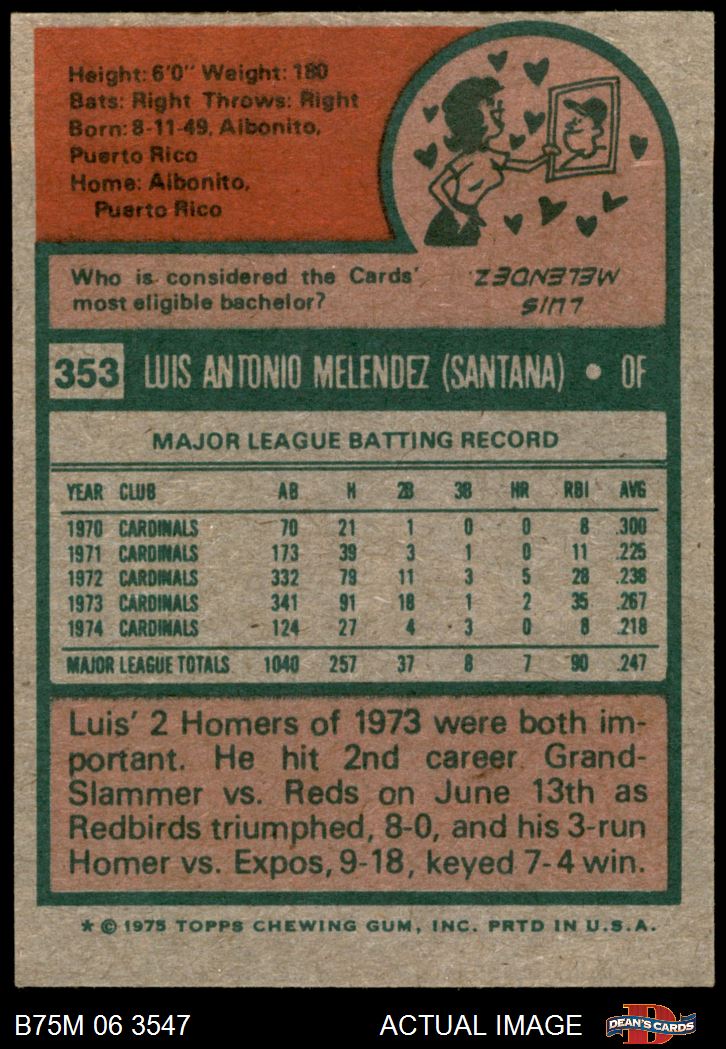 Height: 6'0" Weight: 180
Bats: Right Throws: Right
Born: 8-11-49, Aibonito,
Puerto Rico
Home: Aibonito,
Puerto Rico
Who is considered the Cards'
most eligible bachelor?
LUIS
MELENDEZ
353 LUIS ANTONIO MELENDEZ (SANTANA) • OF
MAJOR LEAGUE BATTING RECORD
YEAR CLUB AB H 2B 3B HR RBI AVG
1970 CARDINALS 70 21 1 0 0 8 .300
1971 CARDINALS 173 39 3 1 0 11 .225
1972 CARDINALS 332 79 11 3 5 28 .238
1973 CARDINALS 341 91 18 1 2 35 .267
1974 CARDINALS 124 27 4 3 0 8 .218
MAJOR LEAGUE TOTALS 1040 257 37 8 7 90 .247
Luis' 2 Homers of 1973 were both im-
portant. He hit 2nd career Grand-
Slammer vs. Reds on June 13th as
Redbirds triumphed, 8-0, and his 3-run
Homer vs. Expos, 9-18, keyed 7-4 win.
* © 1975 TOPPS CHEWING GUM, INC. PRTD IN U.S.A.
B75M 06 3547 ACTUAL IMAGE
D
DEAN'S CARDS